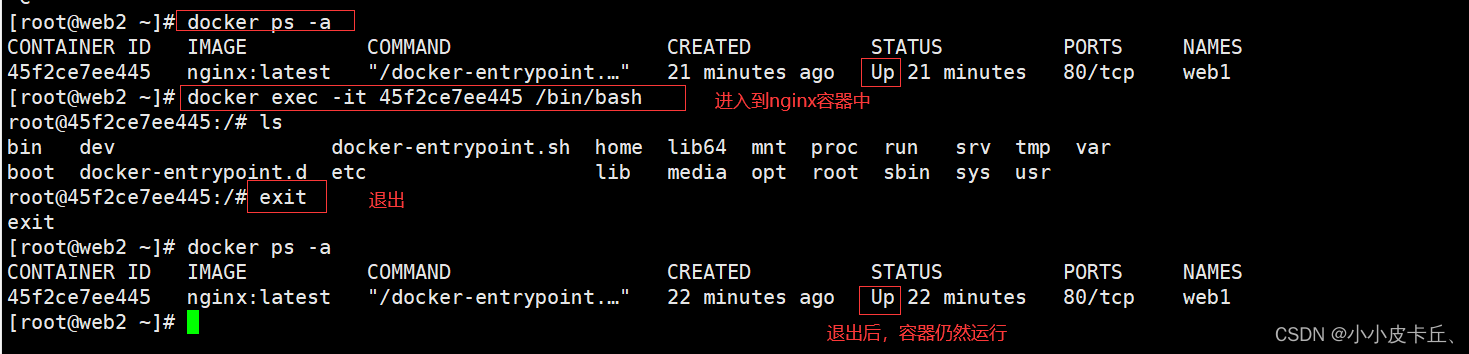 [root@web2 ~]# docker ps -a
CONTAINER ID   IMAGE          COMMAND                  CREATED          STATUS          PORTS     NAMES
45f2ce7ee445   nginx:latest   "/docker-entrypoint.…"   21 minutes ago   Up 21 minutes   80/tcp    web1
[root@web2 ~]# docker exec -it 45f2ce7ee445 /bin/bash 进入到nginx容器中
root@45f2ce7ee445:/# ls
bin   dev                  docker-entrypoint.sh  home  lib64  mnt  proc  run   srv  tmp  var
boot  docker-entrypoint.d  etc                   lib   media  opt  root  sbin  sys  usr
root@45f2ce7ee445:/# exit 退出
exit
[root@web2 ~]# docker ps -a
CONTAINER ID   IMAGE          COMMAND                  CREATED          STATUS          PORTS     NAMES
45f2ce7ee445   nginx:latest   "/docker-entrypoint.…"   22 minutes ago   Up 22 minutes   80/tcp    web1
[root@web2 ~]#
退出后，容器仍然运行
CSDN @小小皮卡丘、